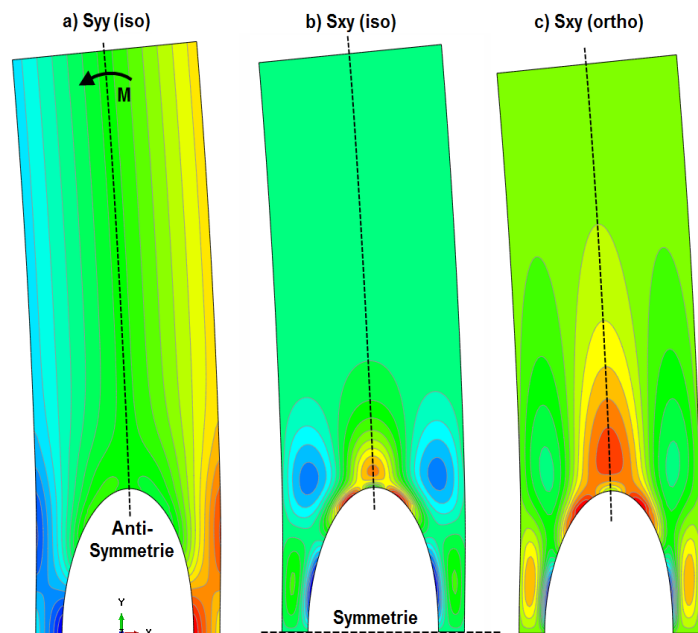 a) Syy (iso)
b) Sxy (iso)
c) Sxy (ortho)
M
Anti-
Symmetrie
Symmetrie
Y
X